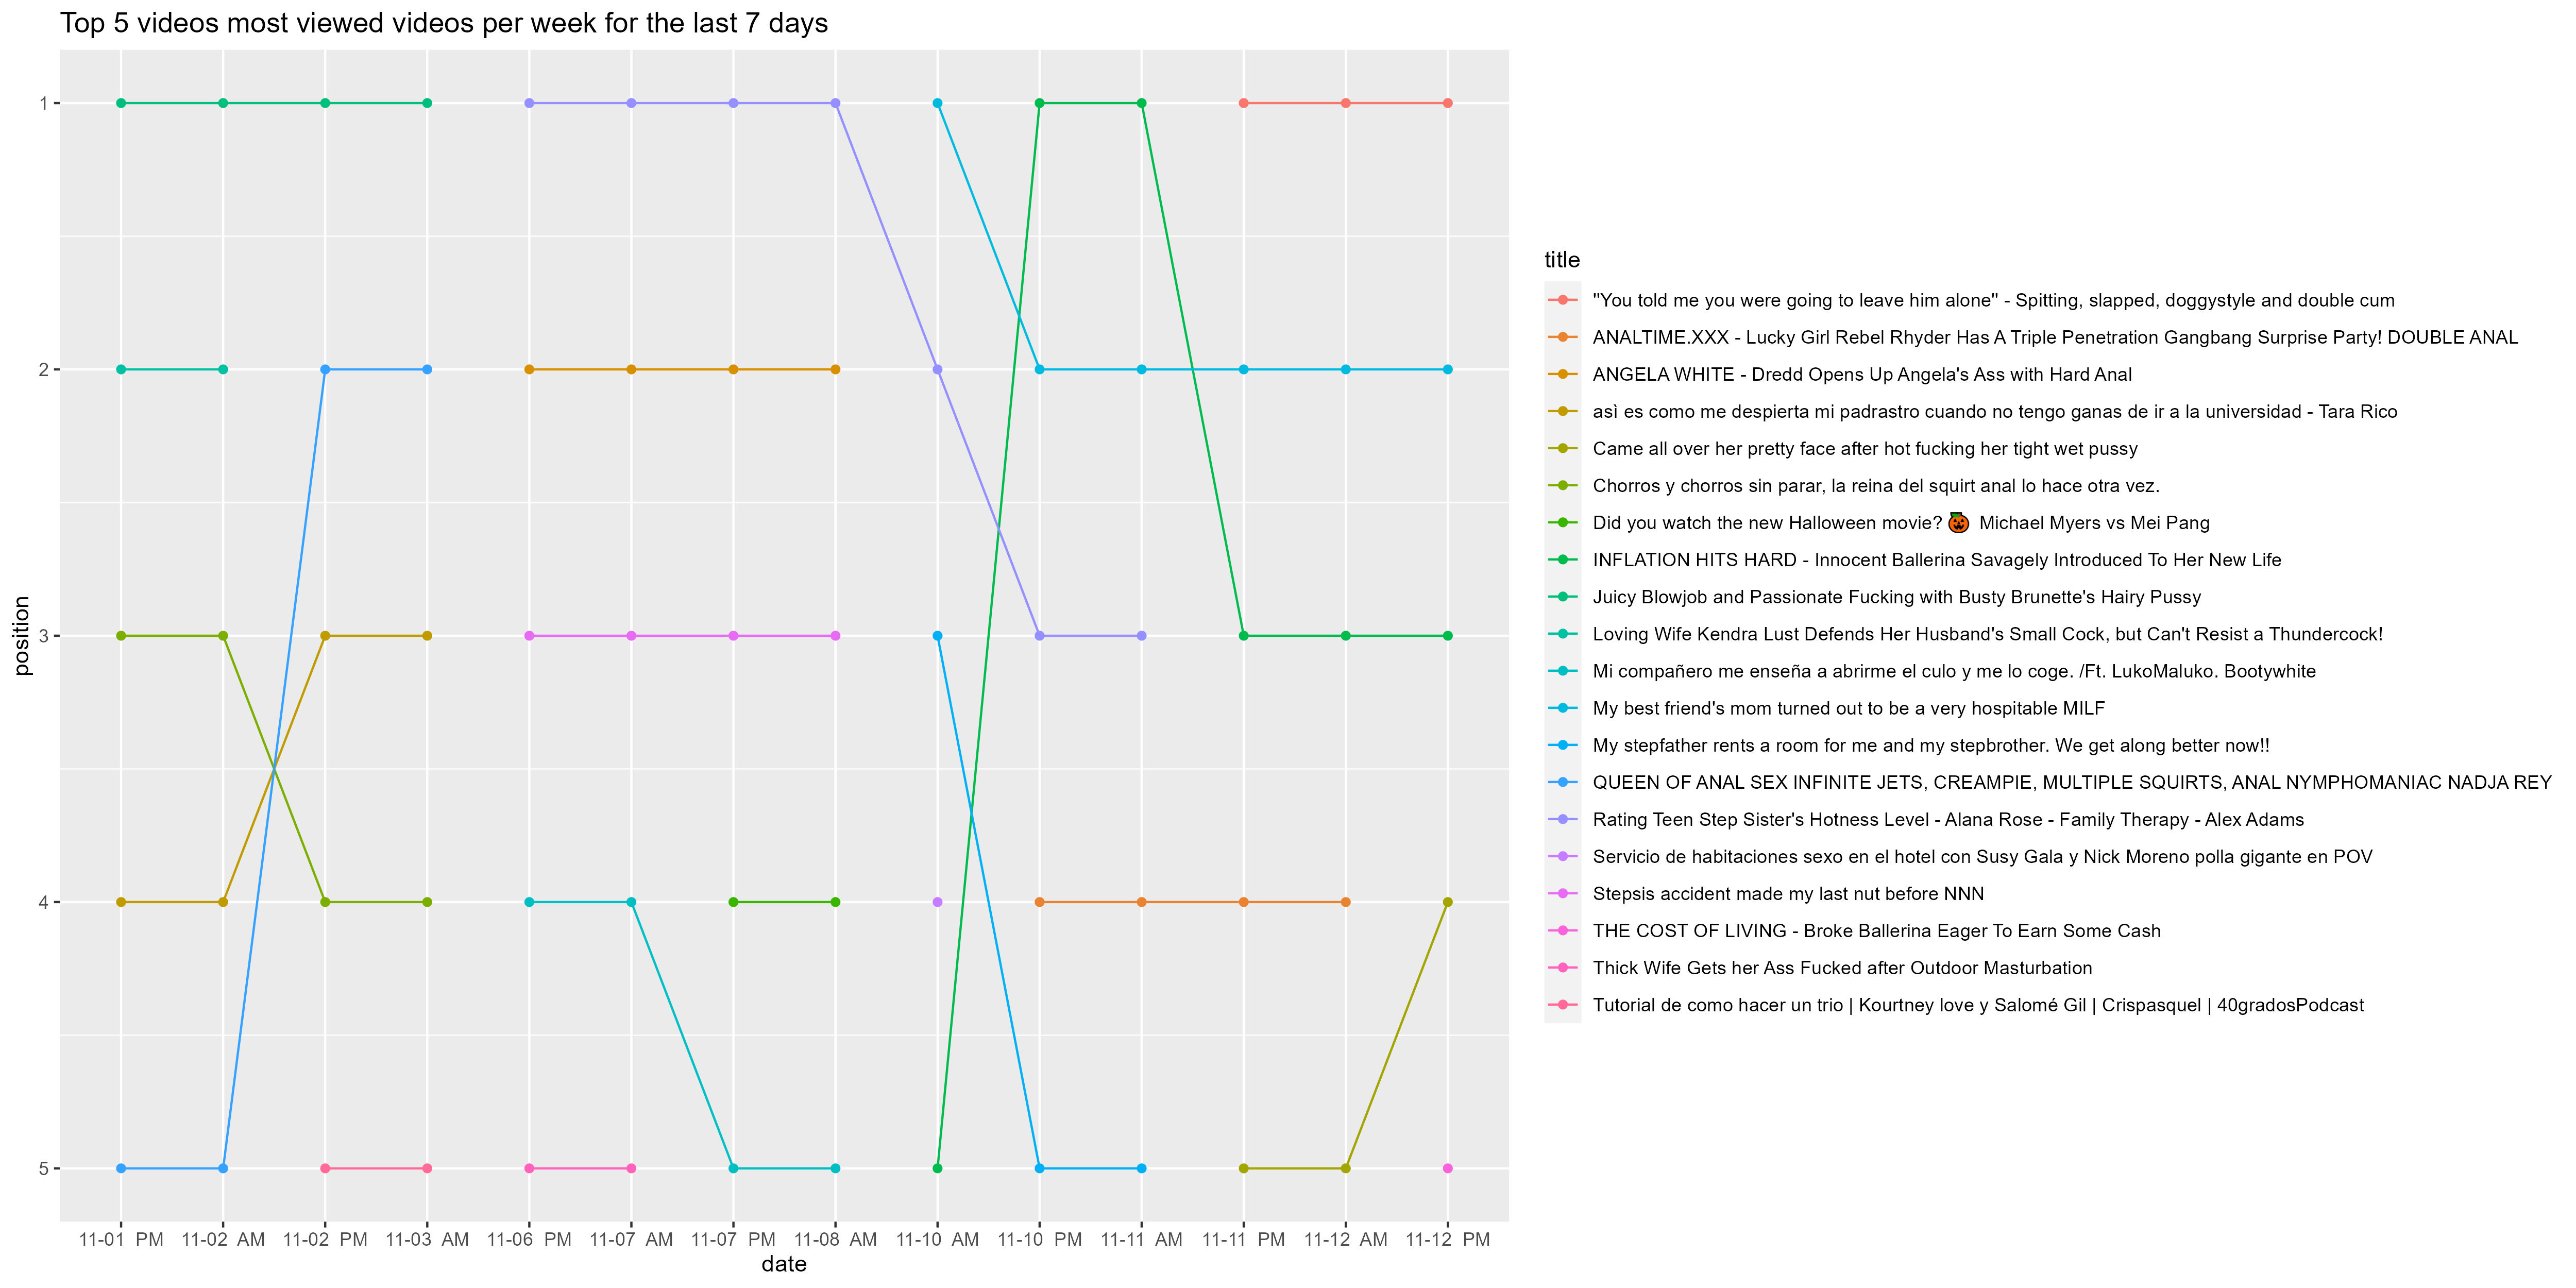 Top 5 videos most viewed videos per week for the last 7 days
position
1
2
3
4
5
11-01 PM
11-02 AM
11-02 PM
11-03 AM
11-06 PM
11-07 AM
11-07 PM
11-08 AM
11-10 AM
11-10 PM
11-11 AM
11-11 PM
11-12 AM
11-12 PM
date
title
"You told me you were going to leave him alone" - Spitting, slapped, doggystyle and double cum
ANALTIME.XXX - Lucky Girl Rebel Rhyder Has A Triple Penetration Gangbang Surprise Party! DOUBLE ANAL
ANGELA WHITE - Dredd Opens Up Angela's Ass with Hard Anal
asì es como me despierta mi padrastro cuando no tengo ganas de ir a la universidad - Tara Rico
Came all over her pretty face after hot fucking her tight wet pussy
Chorros y chorros sin parar, la reina del squirt anal lo hace otra vez.
Did you watch the new Halloween movie? 🎃 Michael Myers vs Mei Pang
INFLATION HITS HARD - Innocent Ballerina Savagely Introduced To Her New Life
Juicy Blowjob and Passionate Fucking with Busty Brunette's Hairy Pussy
Loving Wife Kendra Lust Defends Her Husband's Small Cock, but Can't Resist a Thundercock!
Mi compañero me enseña a abrirme el culo y me lo coge. /Ft. LukoMaluko. Bootywhite
My best friend's mom turned out to be a very hospitable MILF
My stepfather rents a room for me and my stepbrother. We get along better now!!
QUEEN OF ANAL SEX INFINITE JETS, CREAMPIE, MULTIPLE SQUIRTS, ANAL NYMPHOMANIAC NADJA REY
Rating Teen Step Sister's Hotness Level - Alana Rose - Family Therapy - Alex Adams
Servicio de habitaciones sexo en el hotel con Susy Gala y Nick Moreno polla gigante en POV
Stepsis accident made my last nut before NNN
THE COST OF LIVING - Broke Ballerina Eager To Earn Some Cash
Thick Wife Gets her Ass Fucked after Outdoor Masturbation
Tutorial de como hacer un trio | Kourtney love y Salomé Gil | Crispasquel | 40gradosPodcast